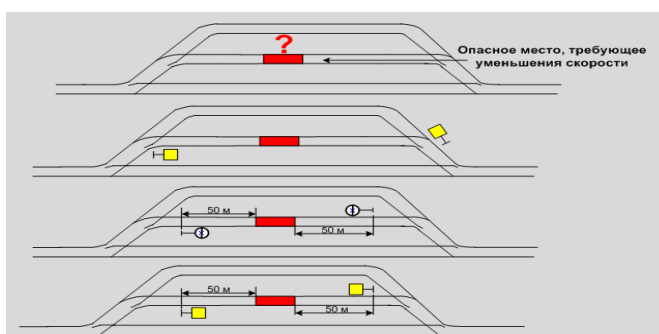 ?
Опасное место, требующее
уменьшения скорости
50 м
50 м
50 м
50 м